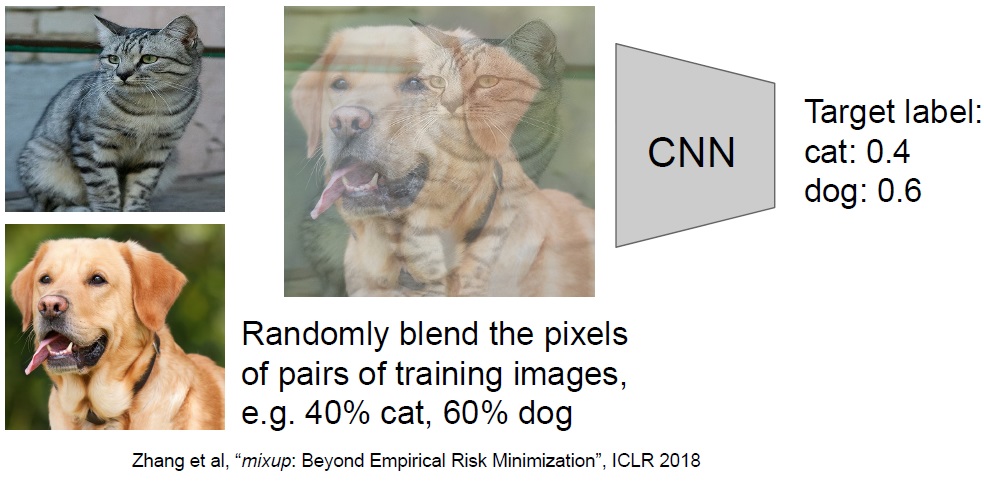 CNN
Target label:
cat: 0.4
dog: 0.6
Randomly blend the pixels
of pairs of training images,
e.g. 40% cat, 60% dog
Zhang et al, “mixup: Beyond Empirical Risk Minimization”, ICLR 2018